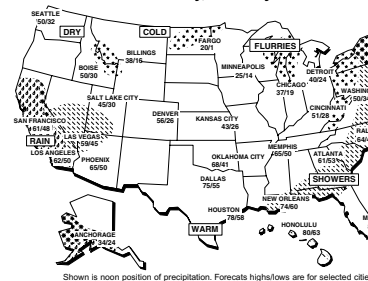 SEATTLE
50/32
DRY
COLD
FARGO
20/1
FLURRIES
BILLINGS
38/16
MINNEAPOLIS
25/14
BOISE
50/30
DETROIT
40/24
CHICAGO
SALT LAKE CITY
45/30
CINCINNATI
51/28
DENVER
56/26
KANSAS CITY
43/26
SAN FRANCISCO
61/48
RAIN
LAS VEGAS
59/45
LOS ANGELES
62/50
PHOENIX
65/50
OKLAHOMA CITY
68/41
MEMPHIS
65/50
ATLANTA
61/53
DALLAS
75/55
SHOWERS
NEW ORLEANS
74/60
HOUSTON
78/58
WARM
HONOLULU
80/63
ANCHORAGE
34/24
Shown is noon position of precipitation. Forecats highs/lows are for selected citie